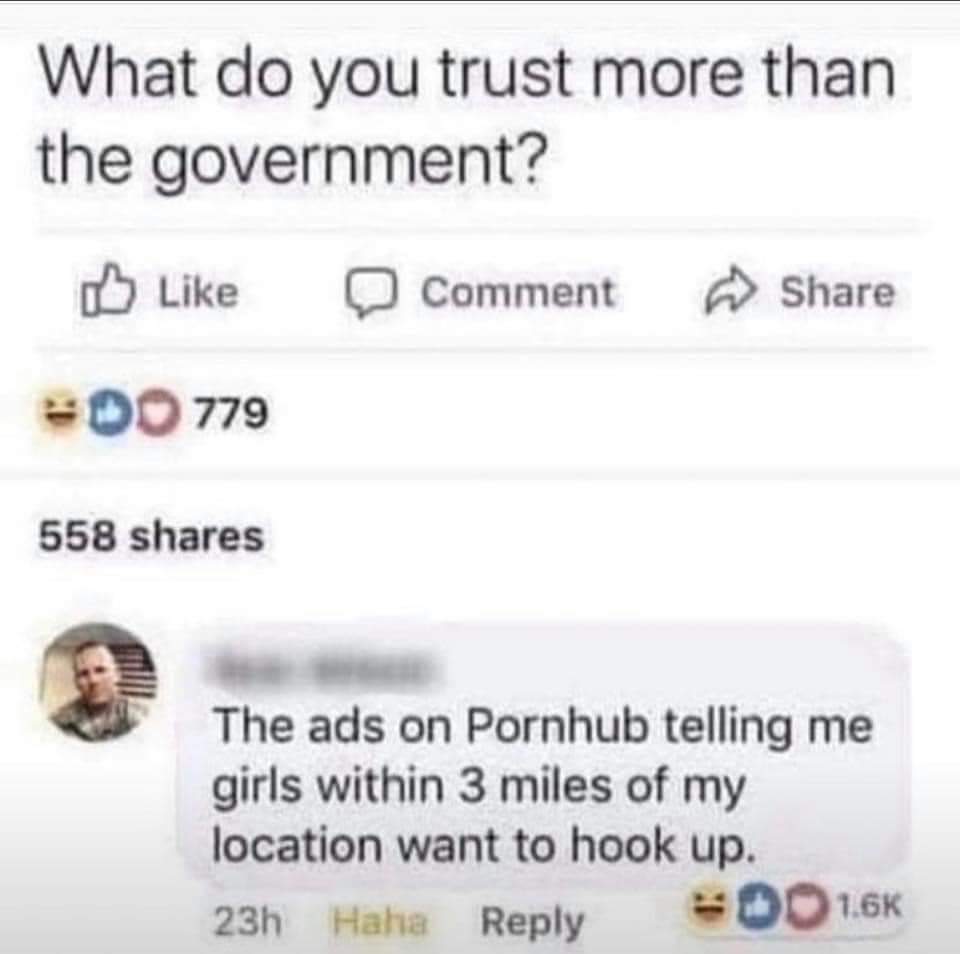 What do you trust more than
the government?
Like Comment Share
779
558 shares
The ads on Pornhub telling me
girls within 3 miles of my
location want to hook up.
23h Haha Reply 1.6K